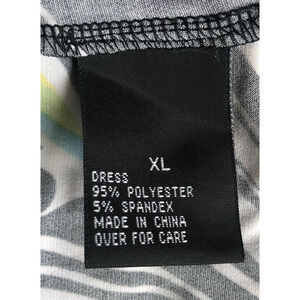 XL
DRESS
95% POLYESTER
5% SPANDEX
MADE IN CHINA
OVER FOR CARE